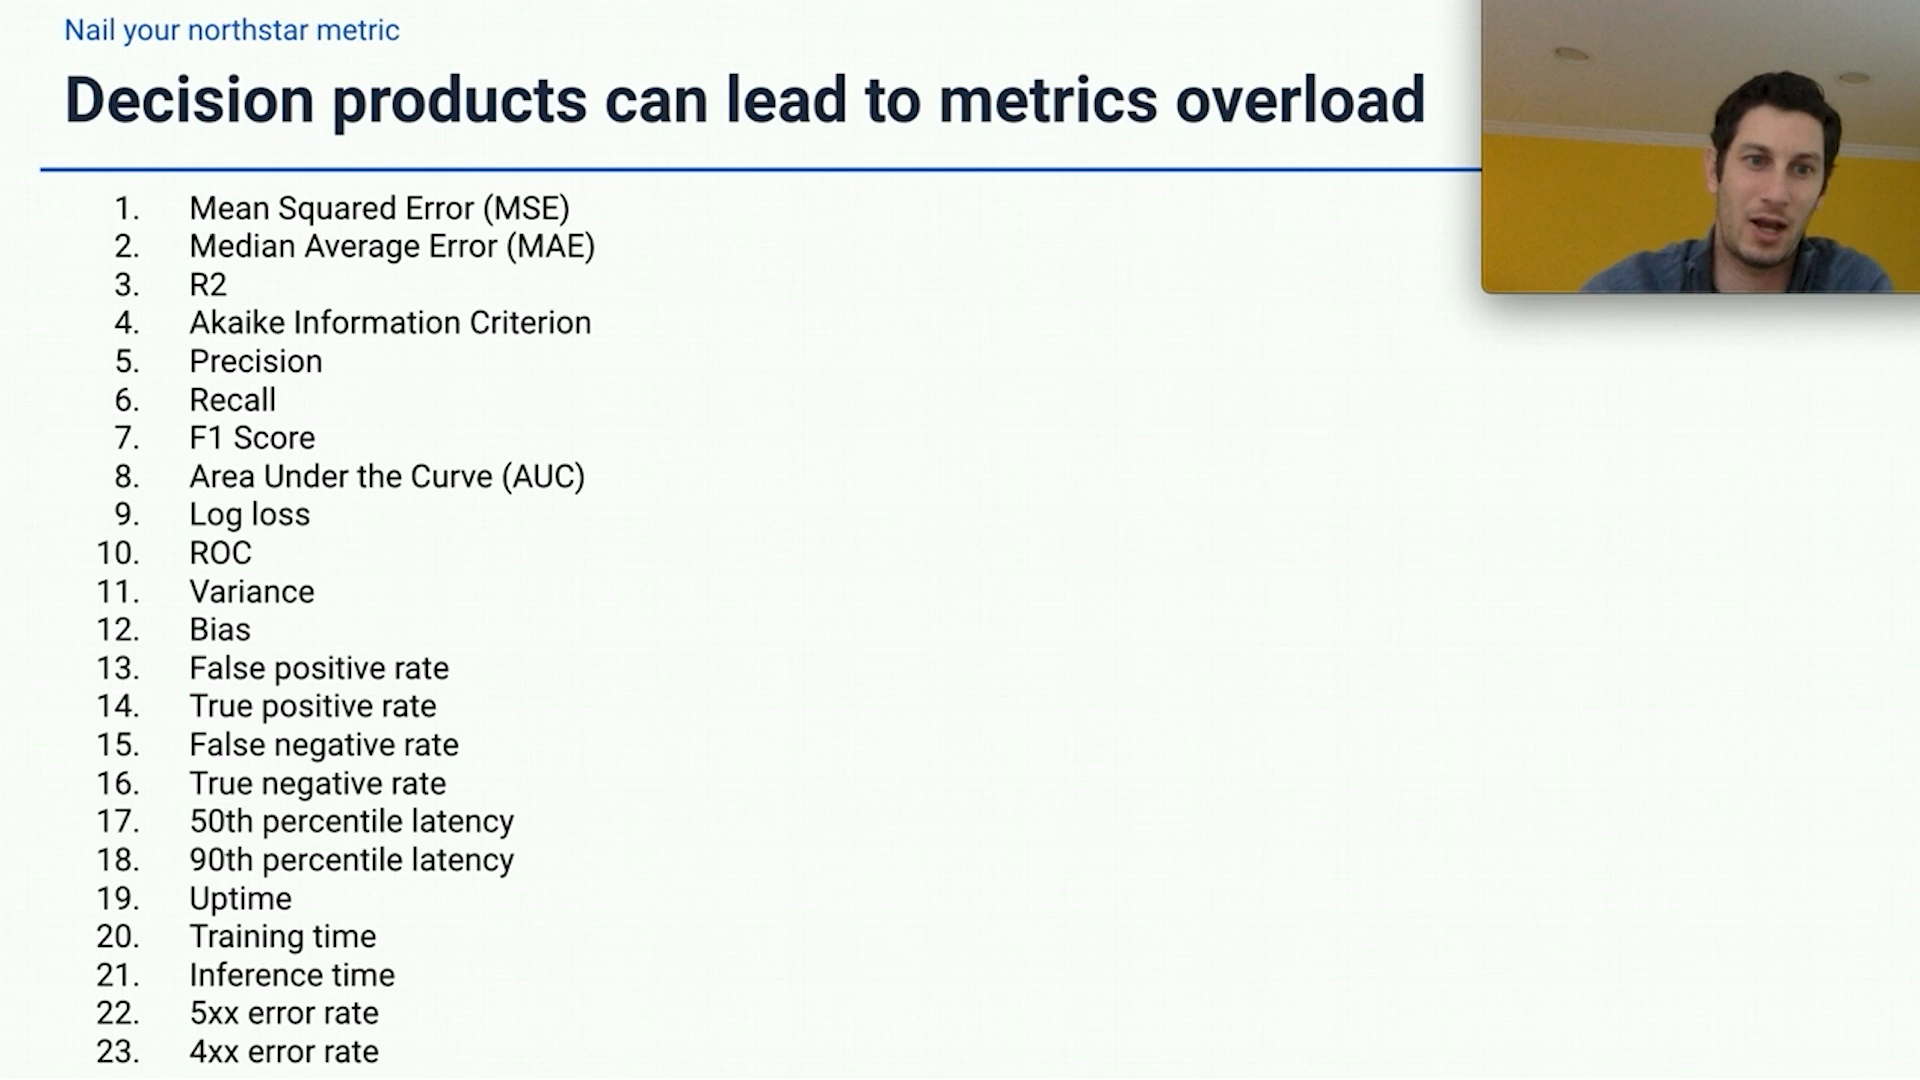 Nail your northstar metric
Decision products can lead to metrics overload
1. Mean Squared Error (MSE)
2. Median Average Error (MAE)
3. R2
4. Akaike Information Criterion
5. Precision
6. Recall
7. F1 Score
8. Area Under the Curve (AUC)
9. Log loss
10. ROC
11. Variance
12. Bias
13. False positive rate
14. True positive rate
15. False negative rate
16. True negative rate
17. 50th percentile latency
18. 90th percentile latency
19. Uptime
20. Training time
21. Inference time
22. 5xx error rate
23. 4xx error rate